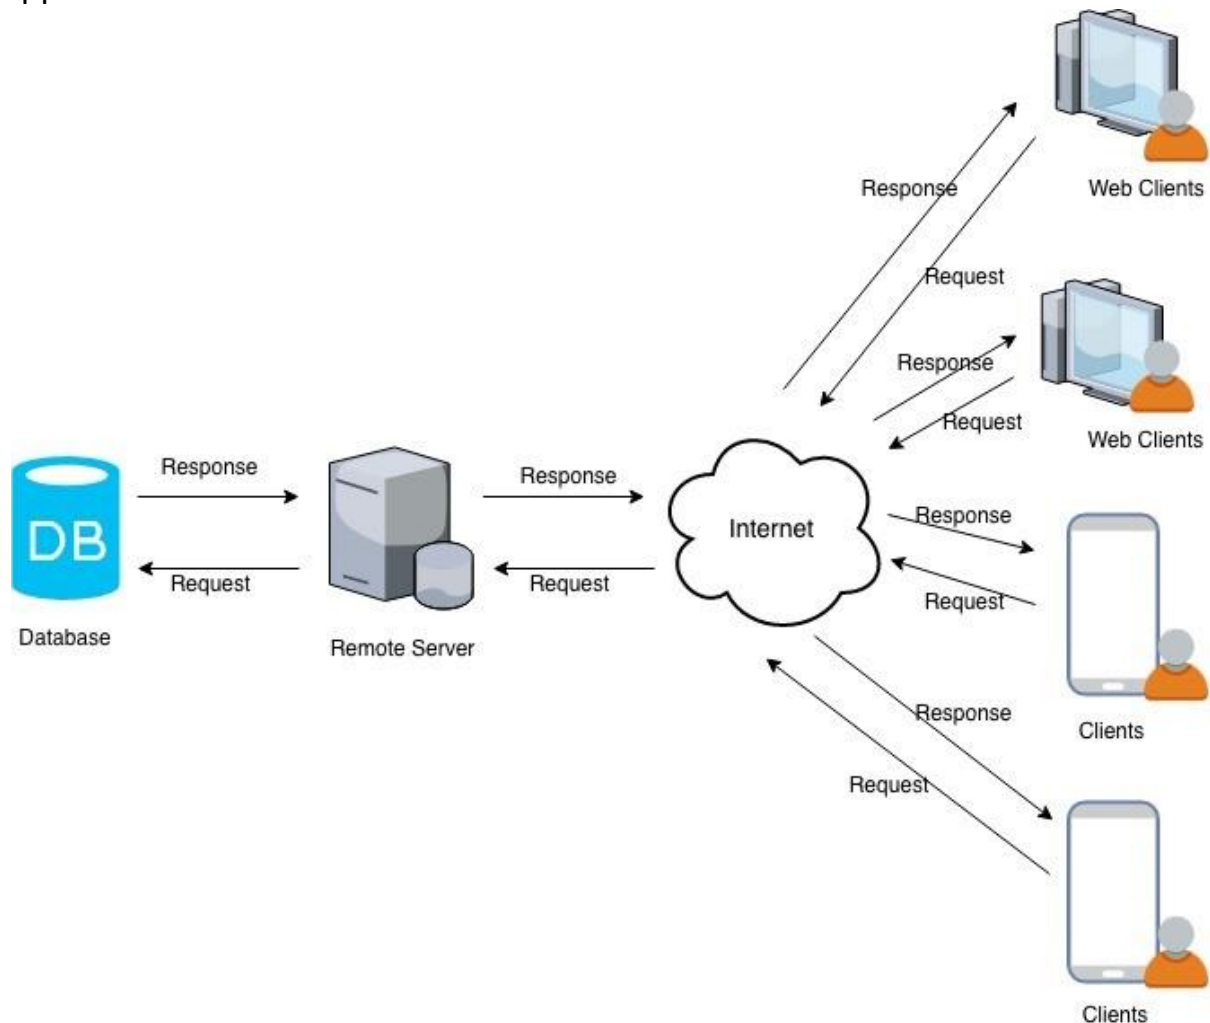 Response
Web Clients
Request
Response
Request
Web Clients
Response
Response
Internet
Response
DB
Request
Request
Request
Database
Remote Server
Response
Clients
Request
Clients